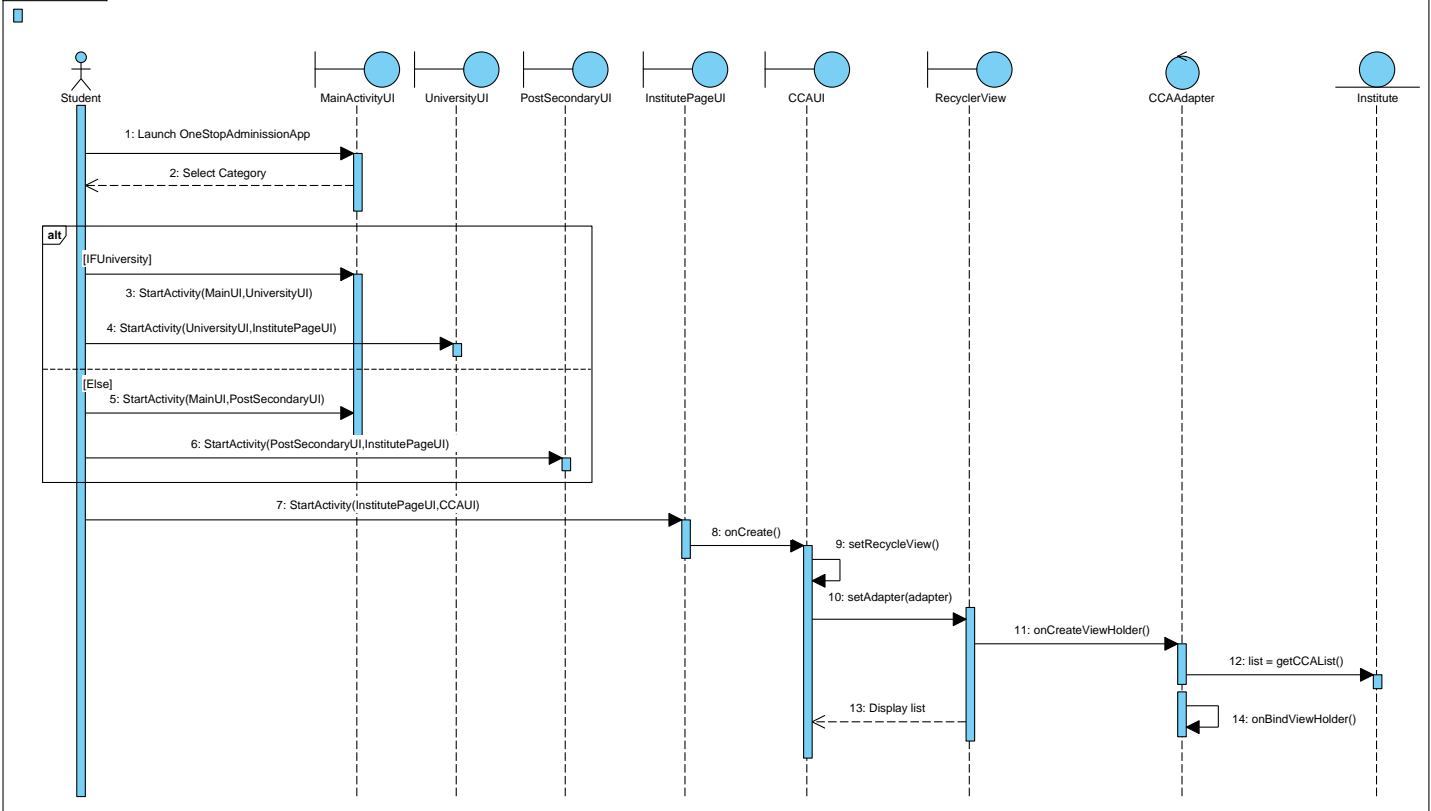 Student
MainActivityUI
UniversityUI
PostSecondaryUI
InstitutePageUI
CCAUI
RecyclerView
CCAAdapter
Institute
1: Launch OneStopAdminissionApp
2: Select Category
alt
[IFUniversity]
3: StartActivity(MainUI,UniversityUI)
4: StartActivity(UniversityUI,InstitutePageUI)
[Else]
5: StartActivity(MainUI,PostSecondaryUI)
6: StartActivity(PostSecondaryUI,InstitutePageUI)
7: StartActivity(InstitutePageUI,CCAUI)
8: onCreate()
9: setRecycleView()
10: setAdapter(adapter)
11: onCreateViewHolder()
12: list = getCCAList()
13: Display list
14: onBindViewHolder()